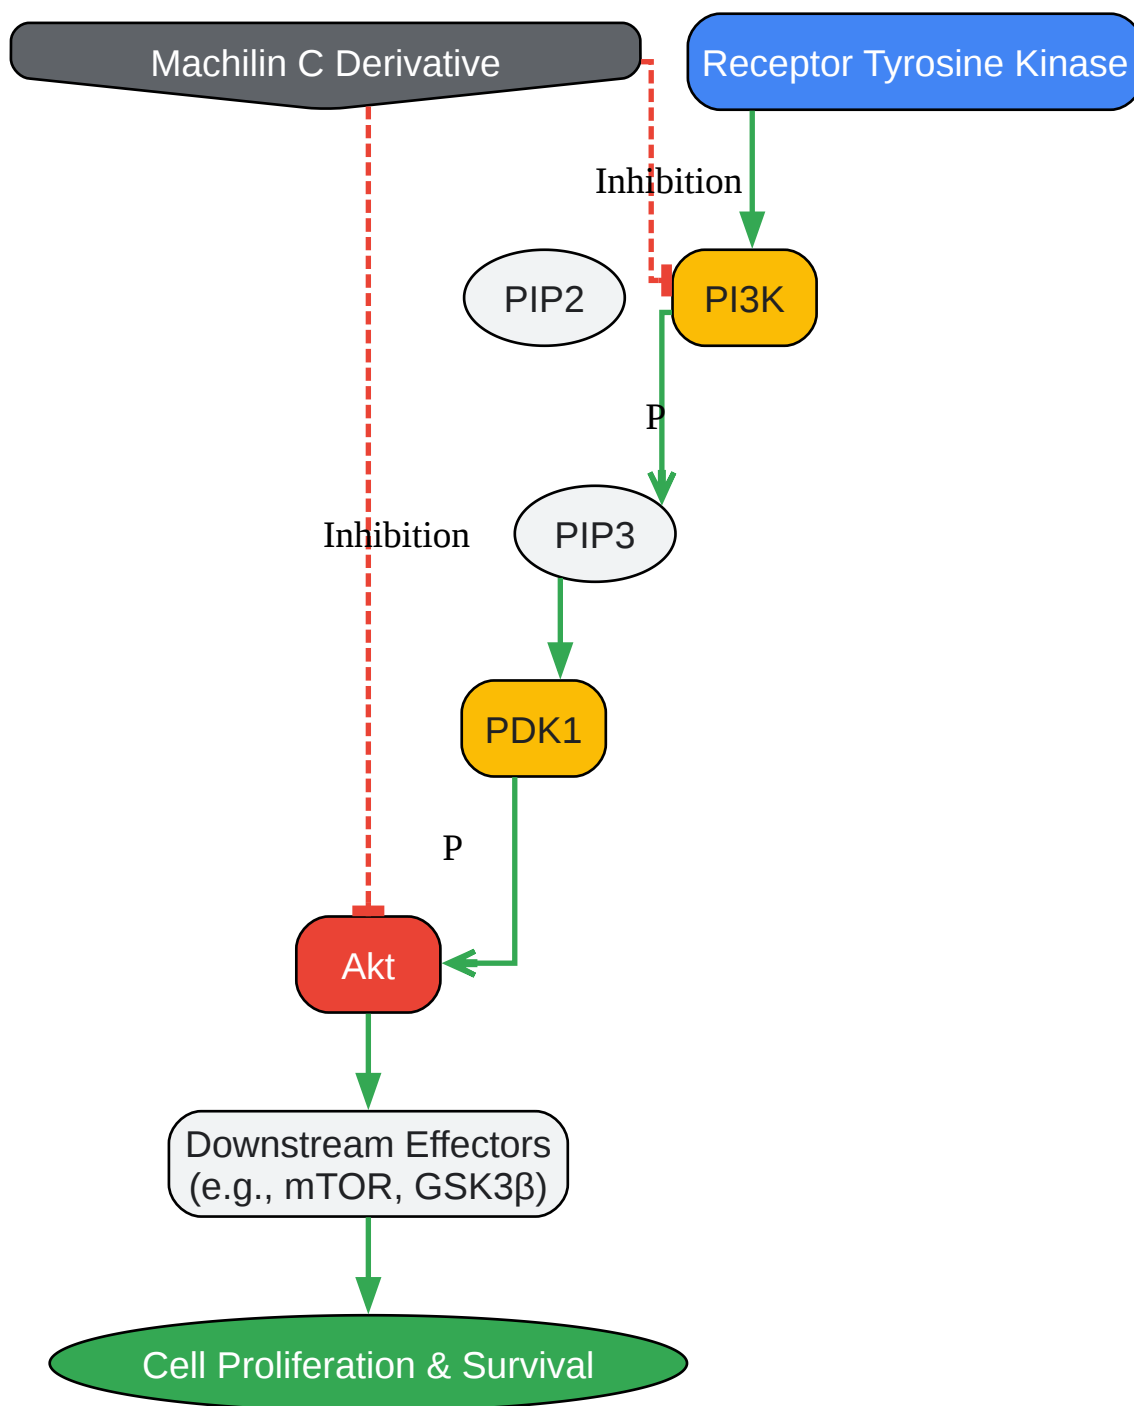 Machilin C Derivative
Receptor Tyrosine Kinase
Inhibition
PIP2
PI3K
P
Inhibition
PIP3
PDK1
P
Akt
Downstream Effectors
(e.g., mTOR, GSK3β)
Cell Proliferation & Survival